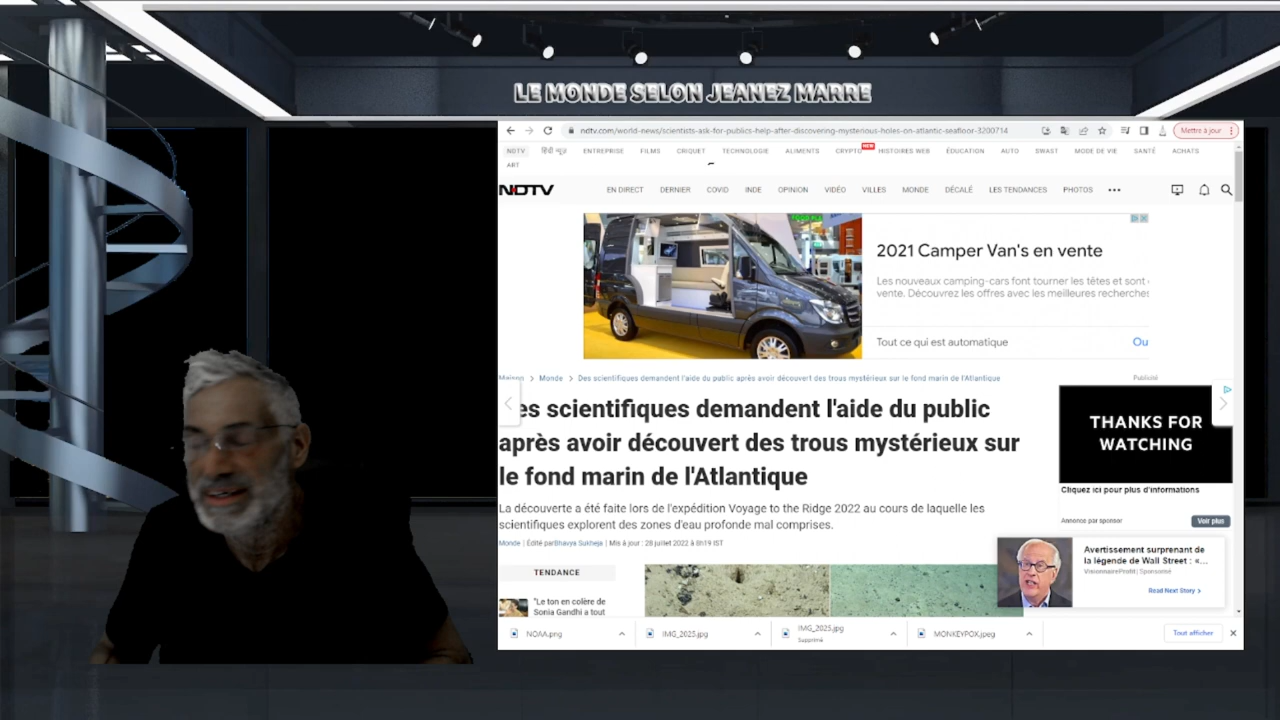 LE MONDE SELON JEANEZ MARRE
ndtv.com/world-news/scientists-ask-for-publics-help-after-discovering-mysterious-holes-on-atlantic-seafloor-3200714
Mettre à jour
NDTV हिंदी न्यूज़ ENTREPRISE FILMS CRIQUET TECHNOLOGIE ALIMENTS CRYPTO NEW HISTOIRES WEB ÉDUCATION AUTO SWAST MODE DE VIE SANTÉ ACHATS
ART
NDTV EN DIRECT DERNIER COVID INDE OPINION VIDÉO VILLES MONDE DÉCALÉ LES TENDANCES PHOTOS
2021 Camper Van's en vente
Les nouveaux camping-cars font tourner les têtes et sont
vente. Découvrez les offres avec les meilleures recherches
Tout ce qui est automatique Ou
Maison > Monde > Des scientifiques demandent l'aide du public après avoir découvert des trous mystérieux sur le fond marin de l'Atlantique
Publicité
es scientifiques demandent l'aide du public
après avoir découvert des trous mystérieux sur
le fond marin de l'Atlantique
THANKS FOR
WATCHING
Cliquez ici pour plus d'informations
Annonce par sponsor Voir plus
La découverte a été faite lors de l'expédition Voyage to the Ridge 2022 au cours de laquelle les
scientifiques explorent des zones d'eau profonde mal comprises.
Monde | Édité parBhavya Sukheja | Mis à jour : 28 juillet 2022 à 8h19 IST
Avertissement surprenant de
la légende de Wall Street : «...
VisionnaireProfit | Sponsorisé
Read Next Story >
TENDANCE
"Le ton en colère de
Sonia Gandhi a tout
NOAA.png IMG_2025.jpg IMG_2025.jpg MONKEYPOX.jpeg Tout afficher
Supprimé